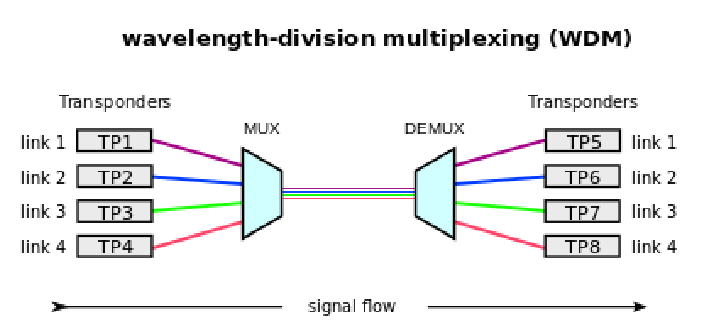 wavelength-division multiplexing (WDM)
Transponders Transponders
MUX DEMUX
link 1 TP1 TP5 link 1
link 2 TP2 TP6 link 2
link 3 TP3 TP7 link 3
link 4 TP4 TP8 link 4
signal flow